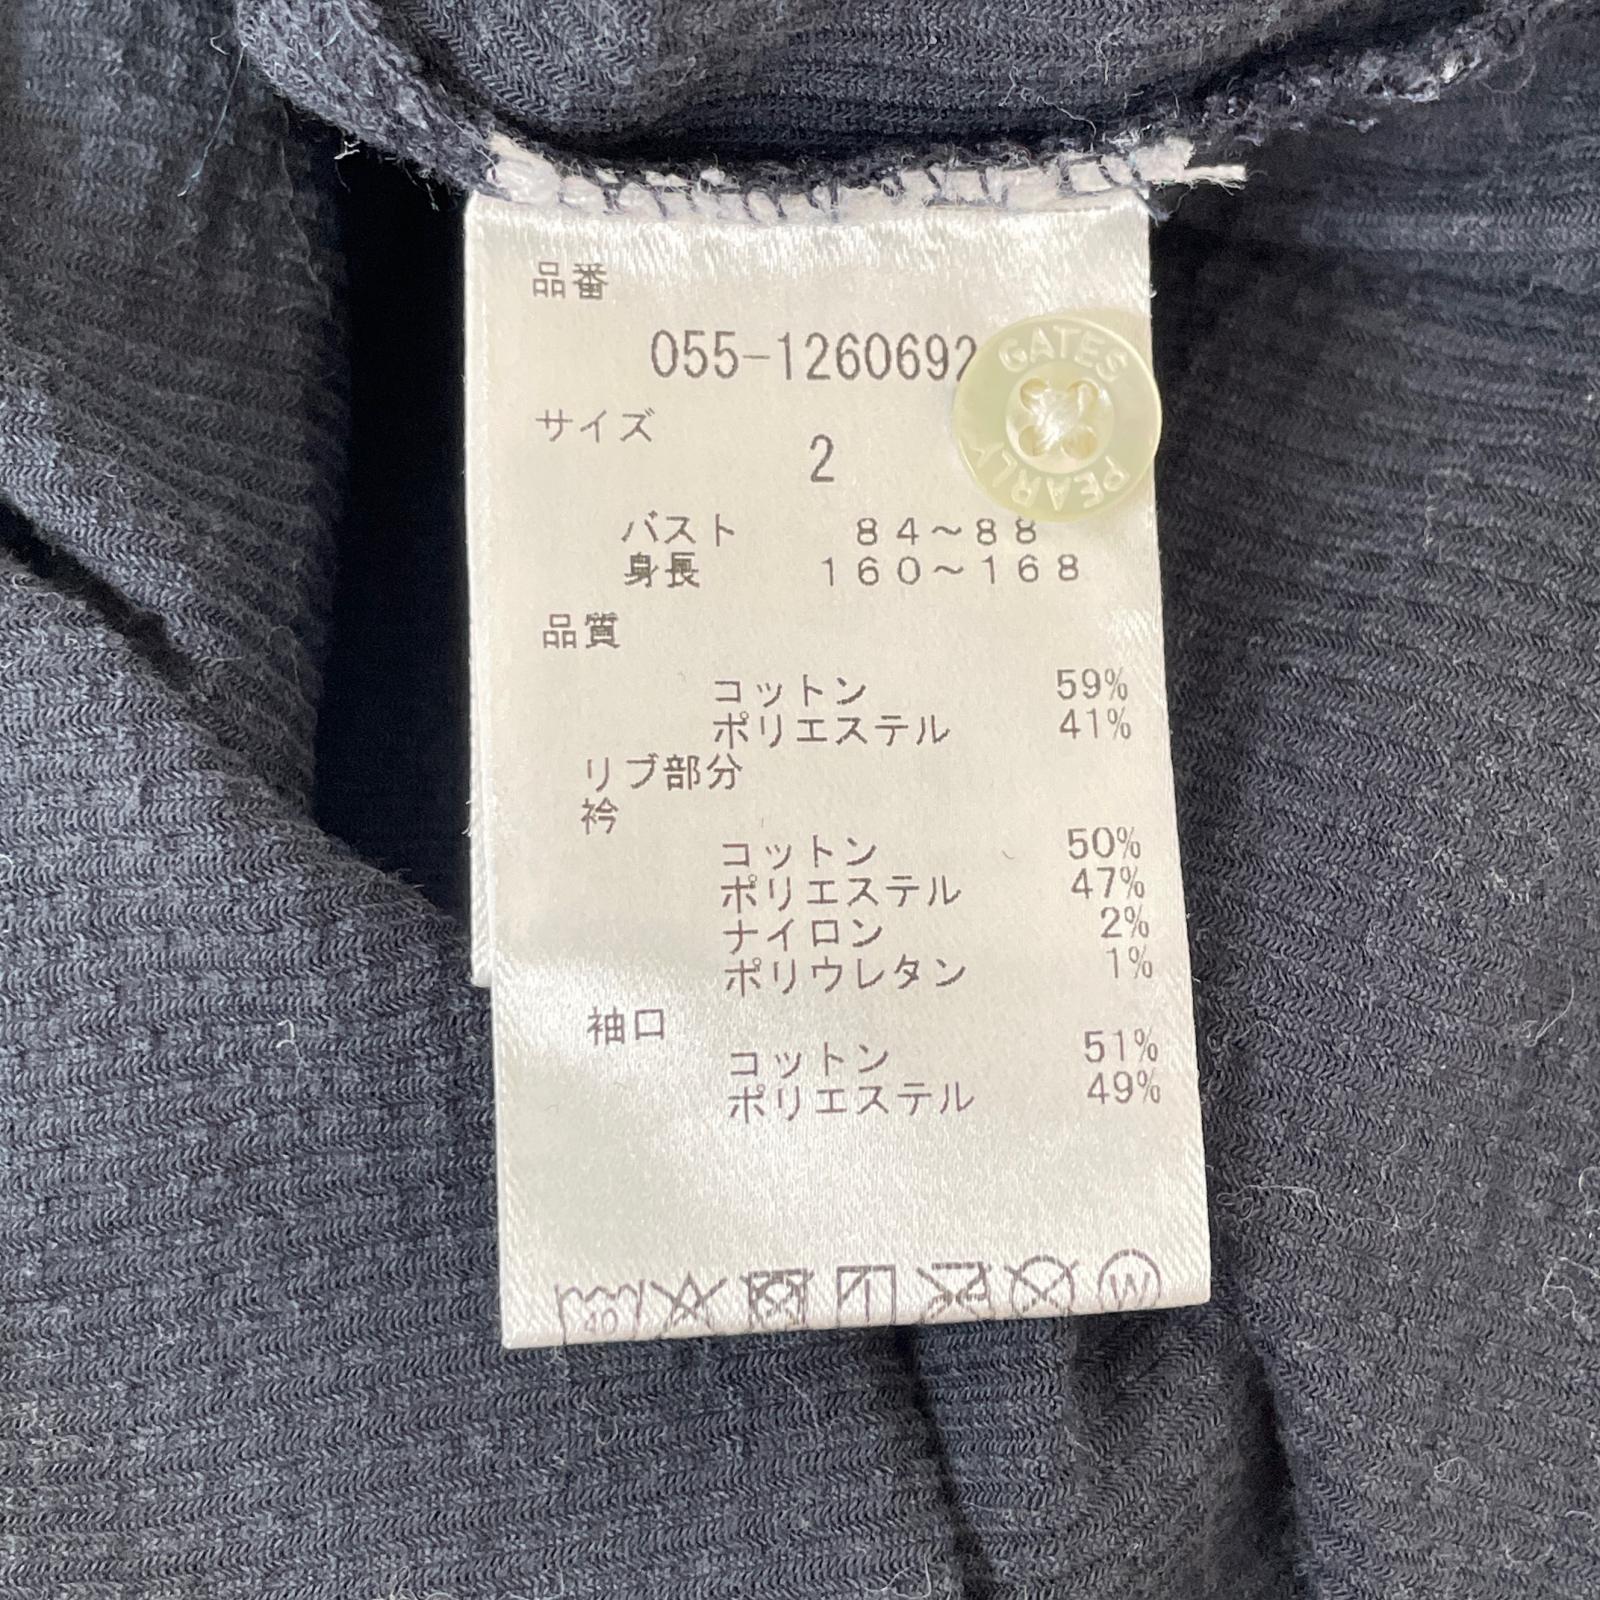 品番
055-1260692
GATES
PEARLY
サイズ
2
バスト 84～88
身長 160～168
品質
コットン 59%
ポリエステル 41%
リブ部分
衿
コットン 50%
ポリエステル 47%
ナイロン 2%
ポリウレタン 1%
袖口
コットン 51%
ポリエステル 49%
40
W